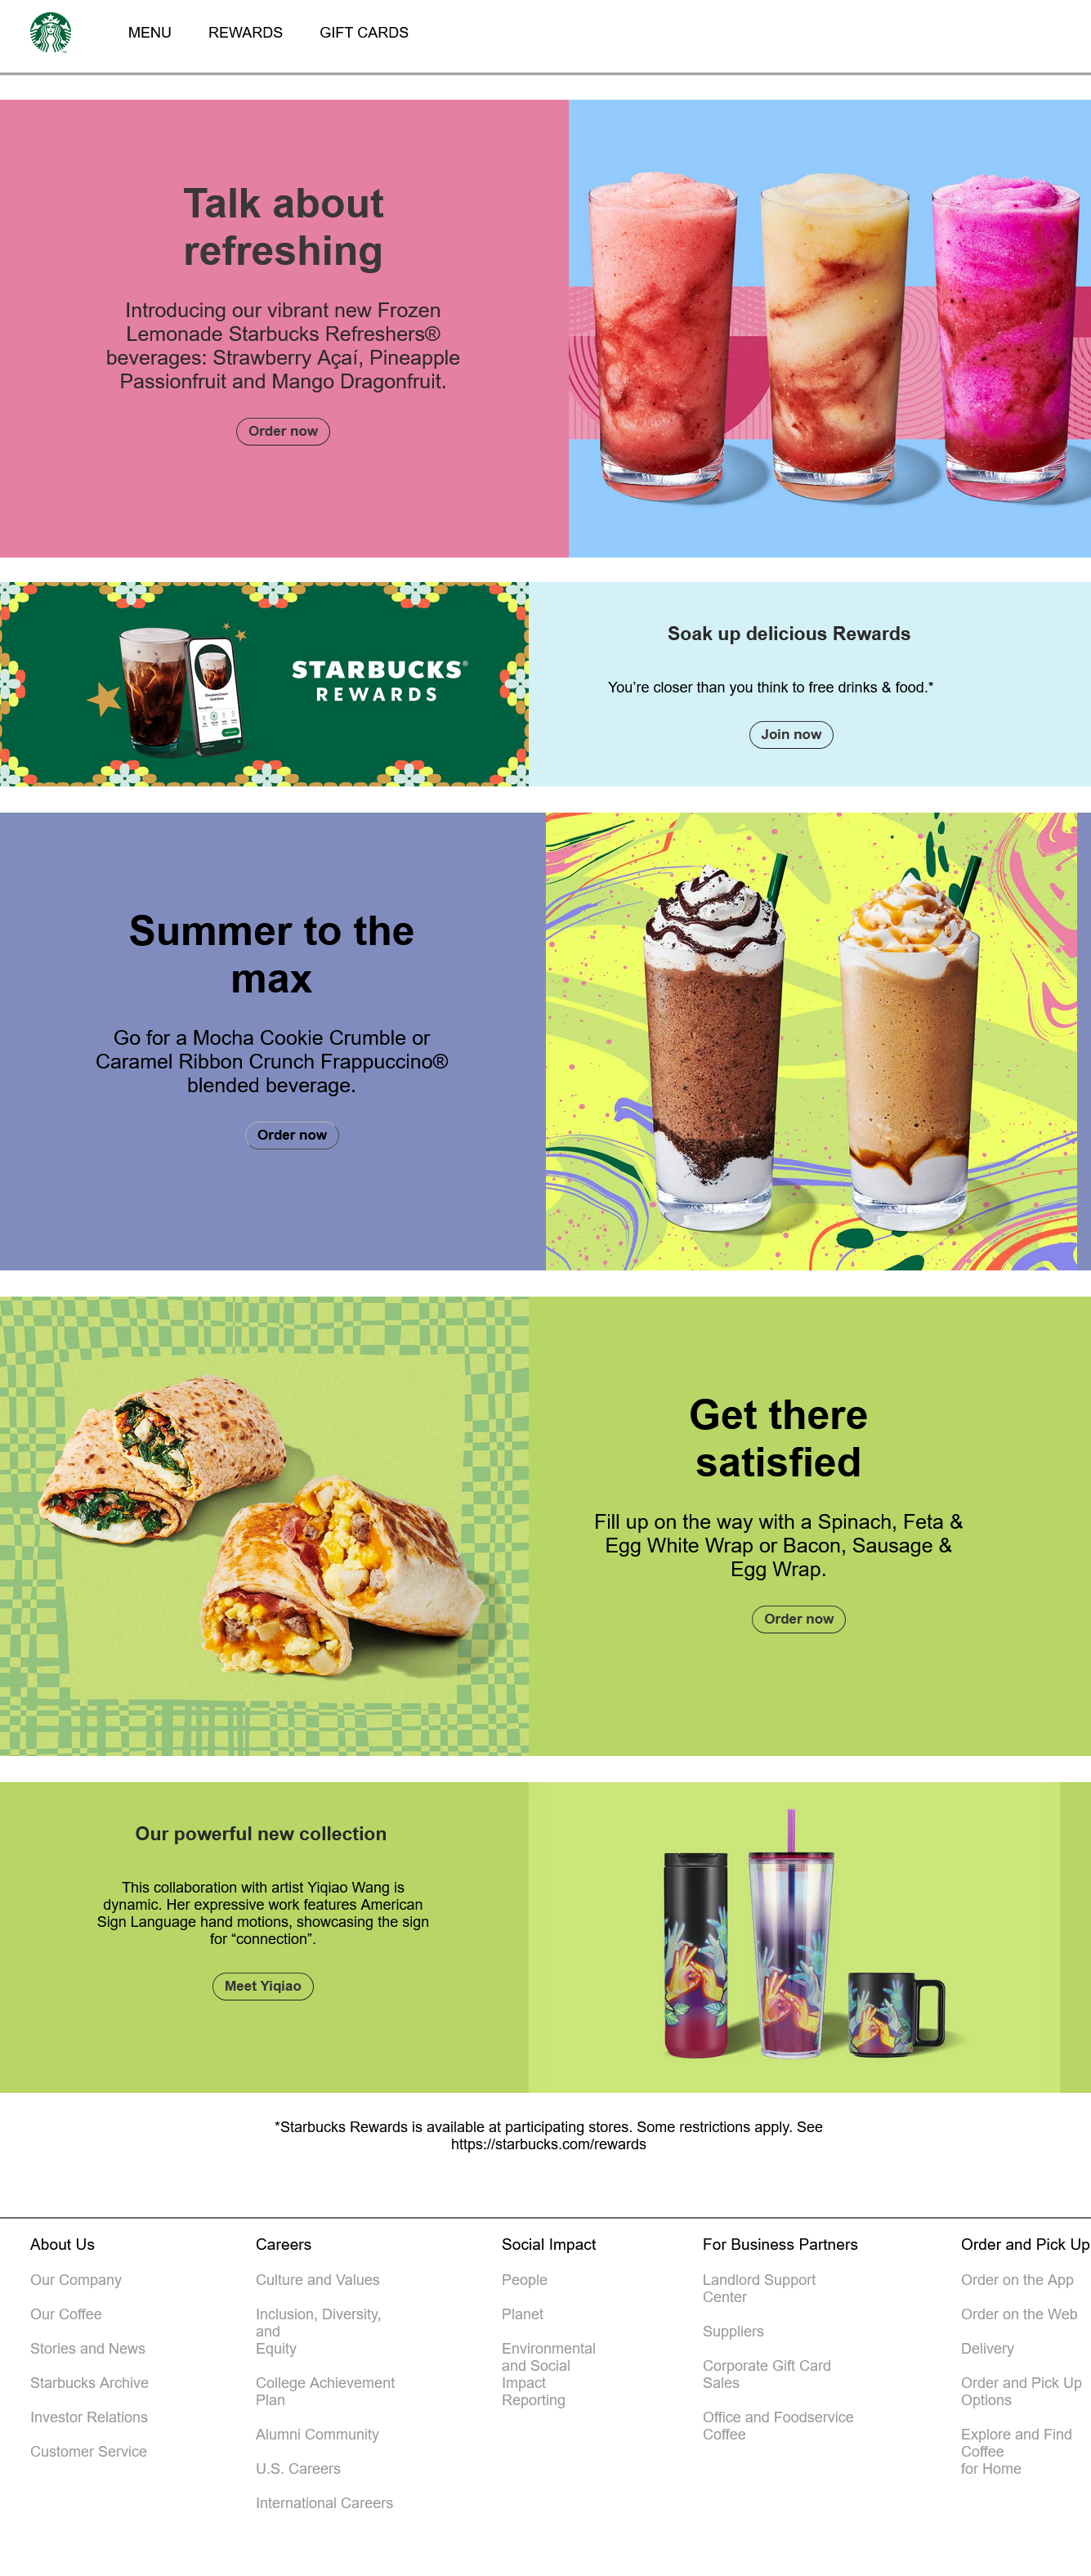 MENU REWARDS GIFT CARDS
Talk about
refreshing
Introducing our vibrant new Frozen
Lemonade Starbucks Refreshers®
beverages: Strawberry Açaí, Pineapple
Passionfruit and Mango Dragonfruit.
Order now
STARBUCKS®
REWARDS
Soak up delicious Rewards
You’re closer than you think to free drinks & food.*
Join now
Summer to the
max
Go for a Mocha Cookie Crumble or
Caramel Ribbon Crunch Frappuccino®
blended beverage.
Order now
Get there
satisfied
Fill up on the way with a Spinach, Feta &
Egg White Wrap or Bacon, Sausage &
Egg Wrap.
Order now
Our powerful new collection
This collaboration with artist Yiqiao Wang is
dynamic. Her expressive work features American
Sign Language hand motions, showcasing the sign
for “connection”.
Meet Yiqiao
*Starbucks Rewards is available at participating stores. Some restrictions apply. See
https://starbucks.com/rewards
About Us
Our Company
Our Coffee
Stories and News
Starbucks Archive
Investor Relations
Customer Service
Careers
Culture and Values
Inclusion, Diversity,
and
Equity
College Achievement
Plan
Alumni Community
U.S. Careers
International Careers
Social Impact
People
Planet
Environmental
and Social
Impact
Reporting
For Business Partners
Landlord Support
Center
Suppliers
Corporate Gift Card
Sales
Office and Foodservice
Coffee
Order and Pick Up
Order on the App
Order on the Web
Delivery
Order and Pick Up
Options
Explore and Find
Coffee
for Home